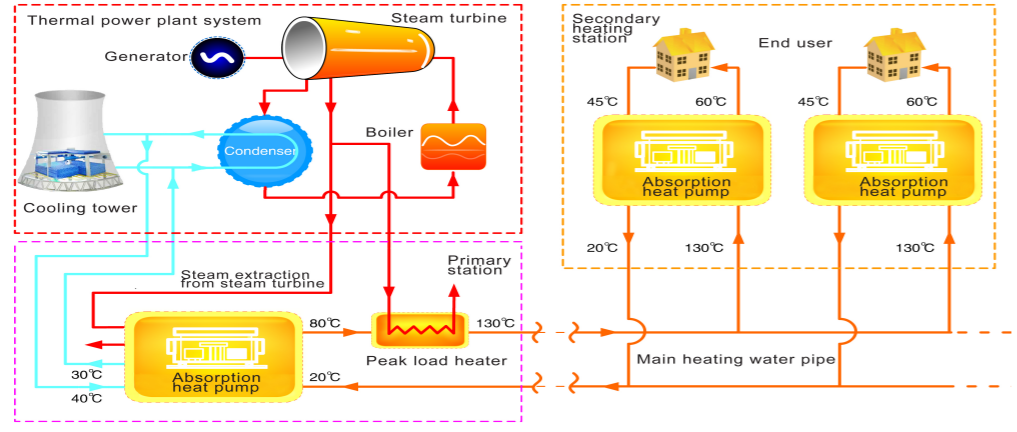 Thermal power plant system
Steam turbine
Generator
Condenser
Boiler
Cooling tower
Steam extraction
from steam turbine
Primary
station
80℃
130℃
Peak load heater
30℃
40℃
Absorption
heat pump
20℃
Secondary
heating
station
End user
45℃
60℃
45℃
60℃
Absorption
heat pump
Absorption
heat pump
20℃
130℃
20℃
130℃
Main heating water pipe